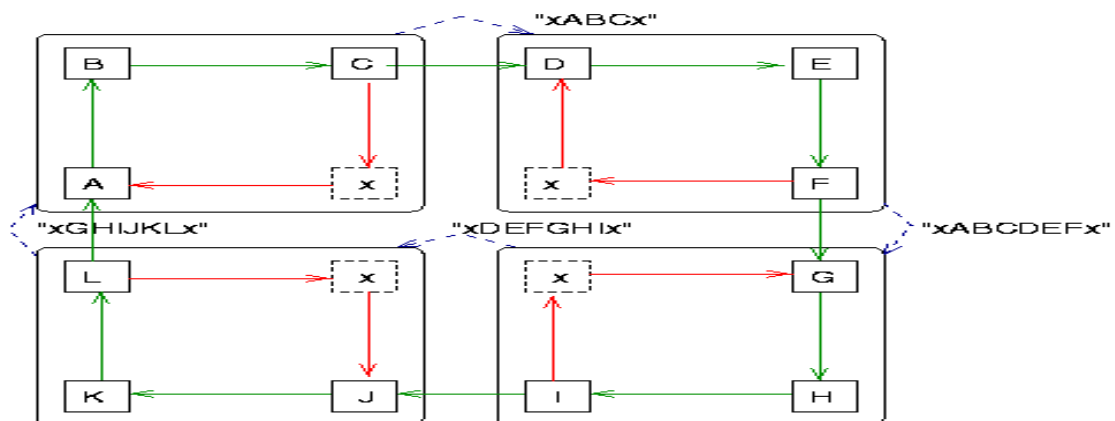 "xABCx"
B C D E
A x x F
"xGHIJKLx" "xDEFGHIx" "xABCDEFx"
L x x G
K J I H